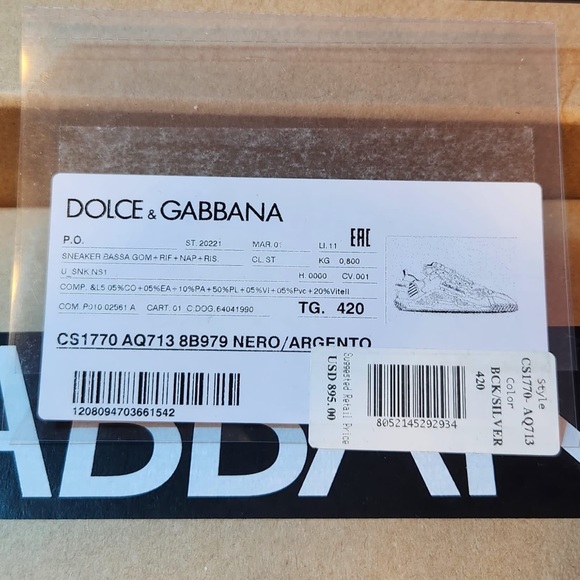 DOLCE & GABBANA
P.O. ST. 20221 MAR. 01 LI. 11 EAC
SNEAKER BASSA GOM+RIF+NAP+RIS. CL.ST KG 0,800
U_SNK.NS1 H. 0000 CV. 001
COMP. &L5 05%CO+05%EA+10%PA+50%PL+05%VI+05%Pvc+20%Vitell
COM. P010 02561 A CART. 01 C.DOG. 64041990 TG. 420
CS1770 AQ713 8B979 NERO/ARGENTO
1208094703661542
Suggested Retail Price
USD 895.00
8052145292934
Style
CS1770- AQ713
Color
BCK/SILVER
420
ABBAN